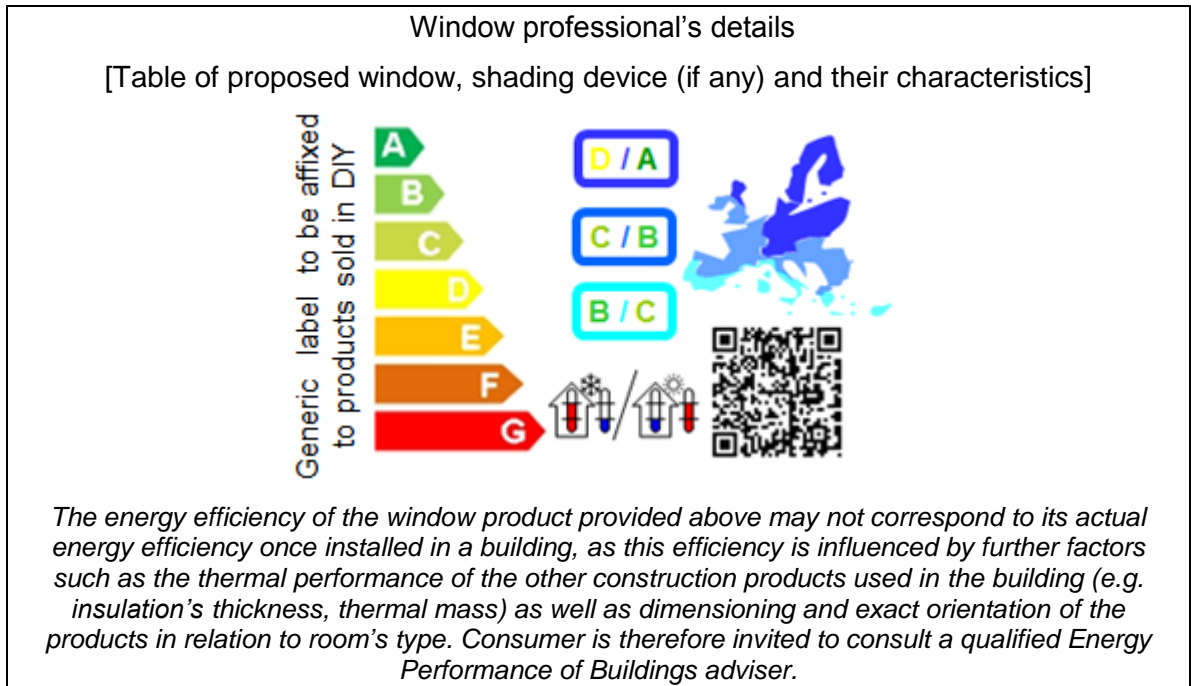 Window professional's details
[Table of proposed window, shading device (if any) and their characteristics]
Generic label to be affixed
to products sold in DIY
A
B
C
D
E
F
G
D / A
C / B
B / C
The energy efficiency of the window product provided above may not correspond to its actual
energy efficiency once installed in a building, as this efficiency is influenced by further factors
such as the thermal performance of the other construction products used in the building (e.g.
insulation's thickness, thermal mass) as well as dimensioning and exact orientation of the
products in relation to room's type. Consumer is therefore invited to consult a qualified Energy
Performance of Buildings adviser.